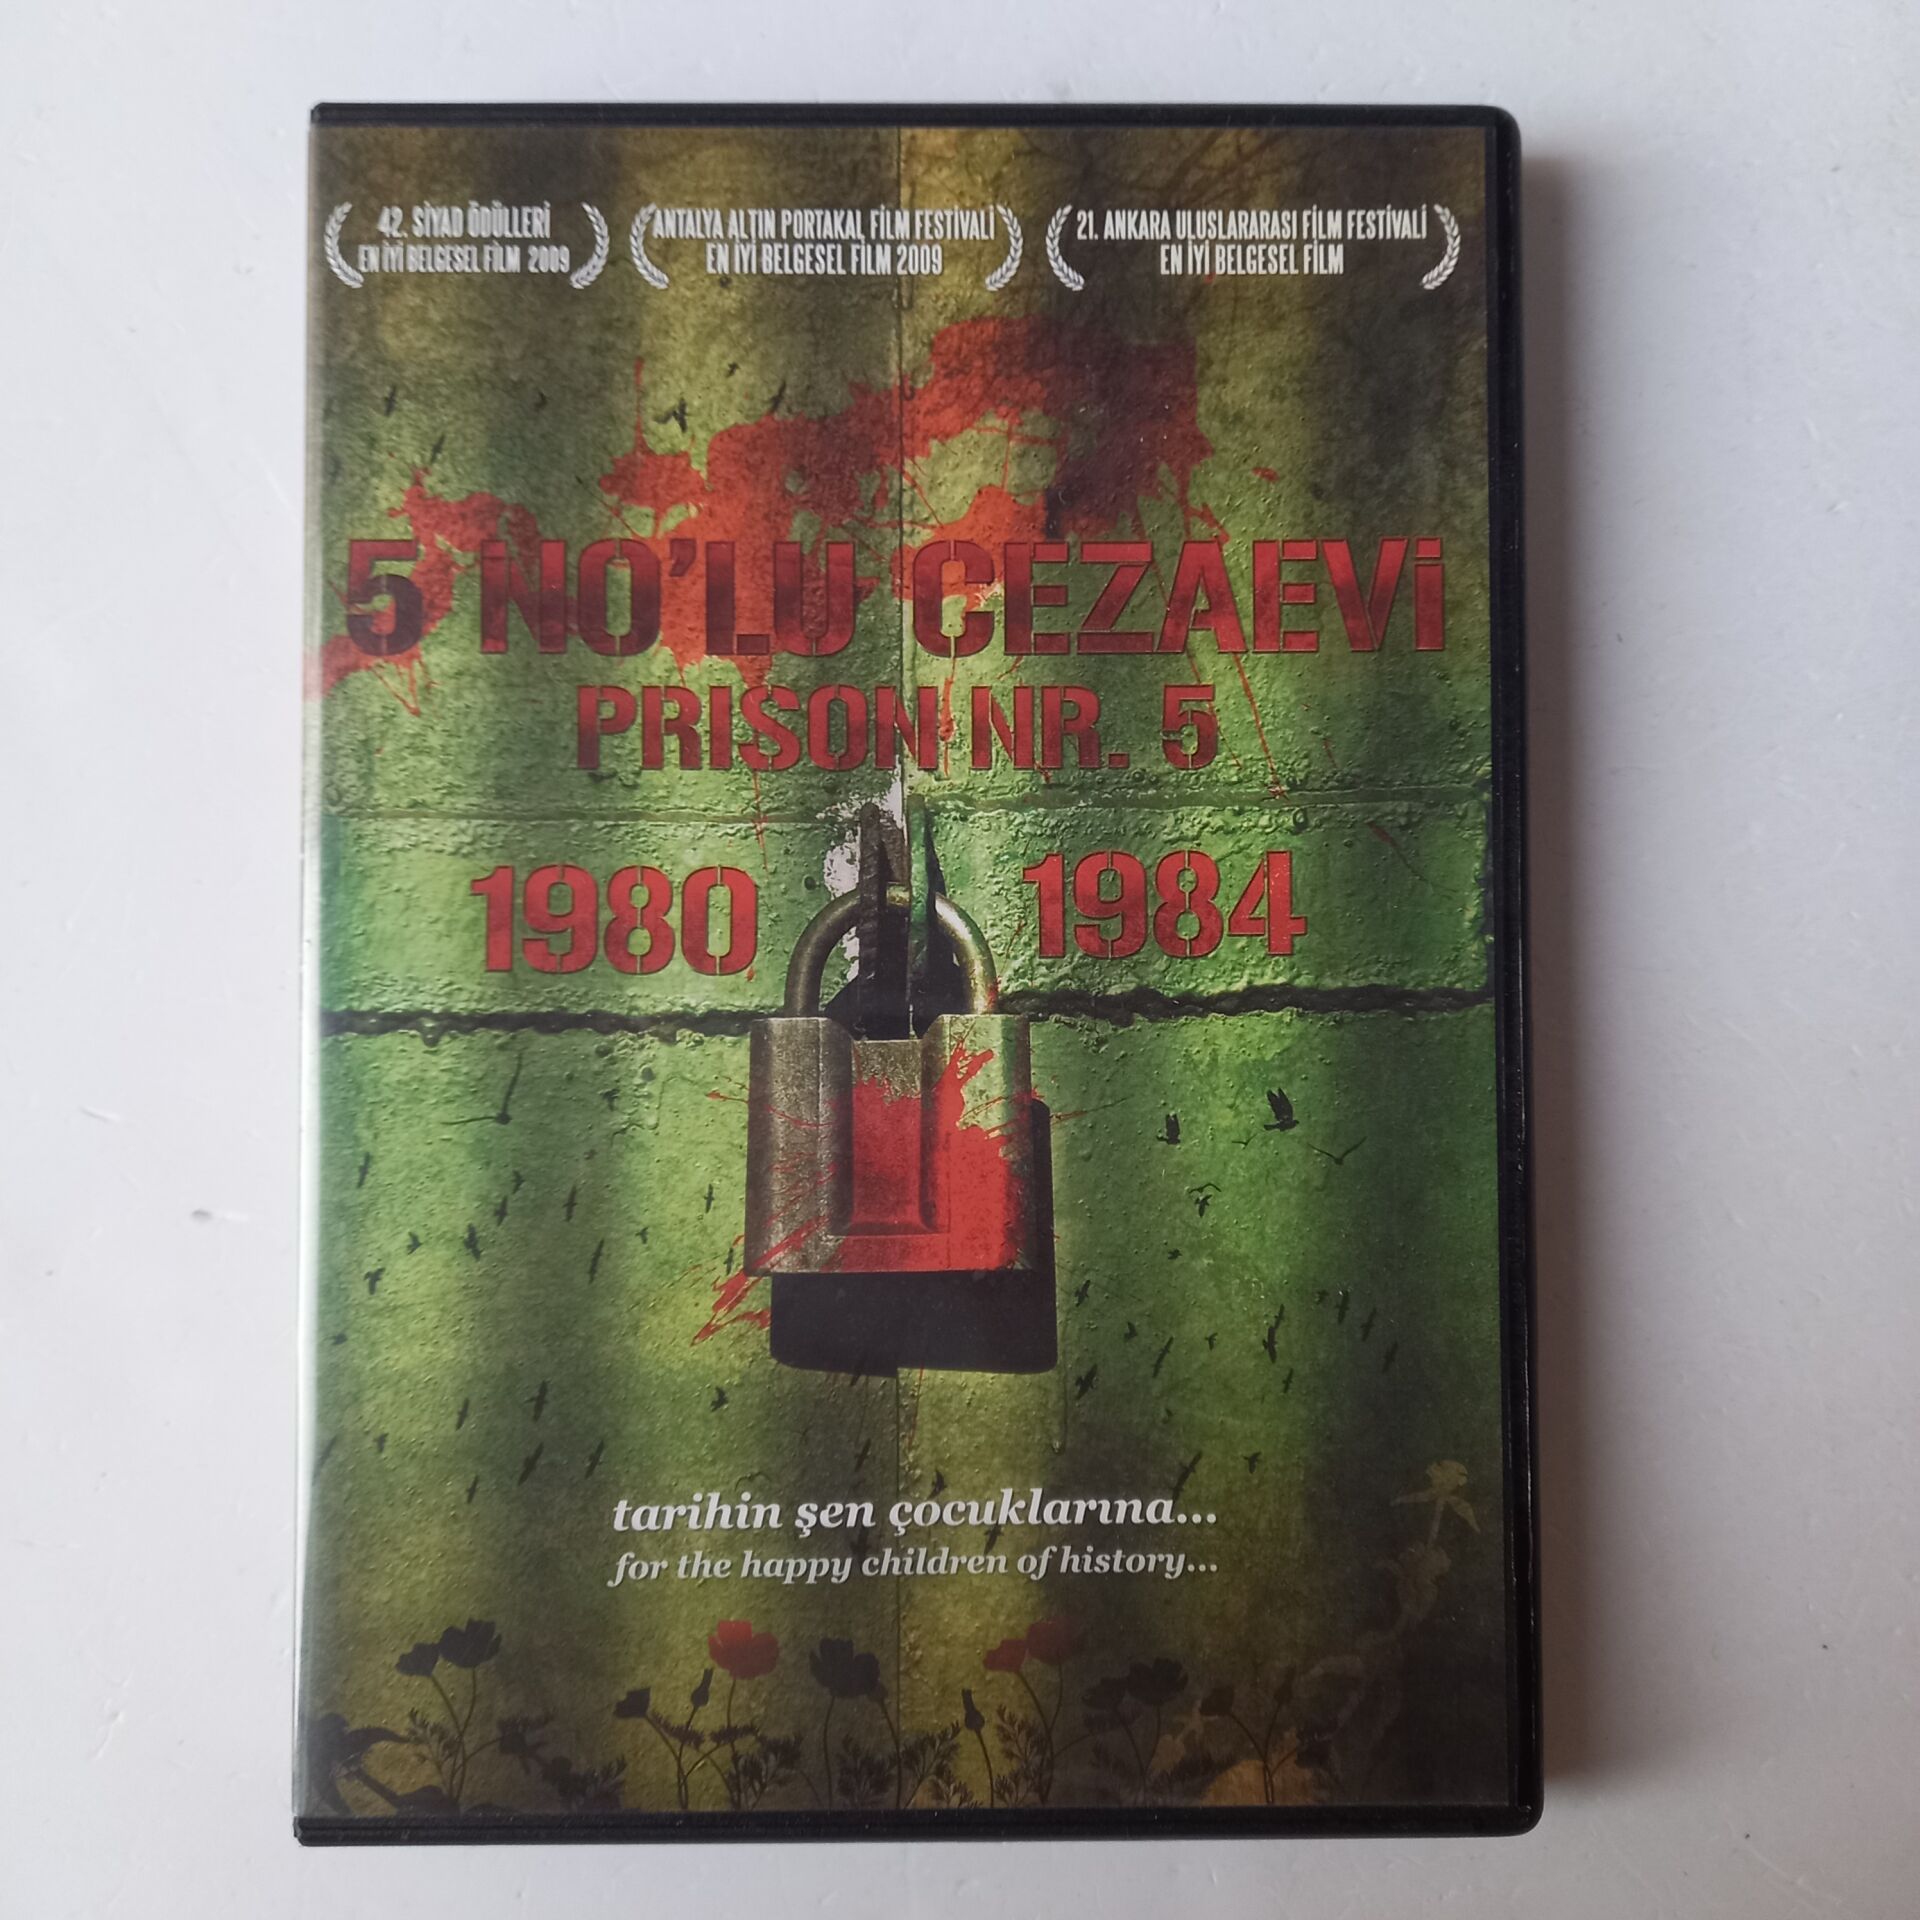 42. SİYAD ÖDÜLLERİ
EN İYİ BELGESEL FİLM 2009
ANTALYA ALTIN PORTAKAL FİLM FESTİVALİ
EN İYİ BELGESEL FİLM 2009
21. ANKARA ULUSLARARASI FİLM FESTİVALİ
EN İYİ BELGESEL FİLM
5 NO'LU CEZAEVİ
PRISON NR. 5
1980 1984
tarihin şen çocuklarına...
for the happy children of history...